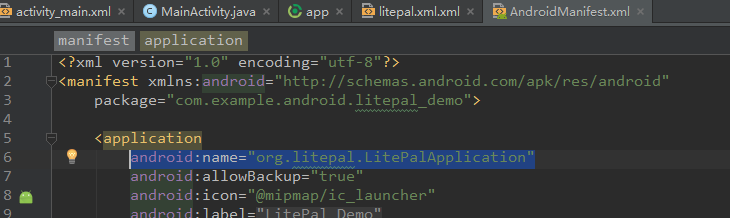 activity_main.xml MainActivity.java app litepal.xml.xml AndroidManifest.xml
manifest application
1 <?xml version="1.0" encoding="utf-8"?>
2 <manifest xmlns:android="http://schemas.android.com/apk/res/android"
3 package="com.example.android.litepal_demo">
4
5 <application
6 android:name="org.litepal.LitePalApplication"
7 android:allowBackup="true"
8 android:icon="@mipmap/ic_launcher"
9 android:label="LitePal Demo"